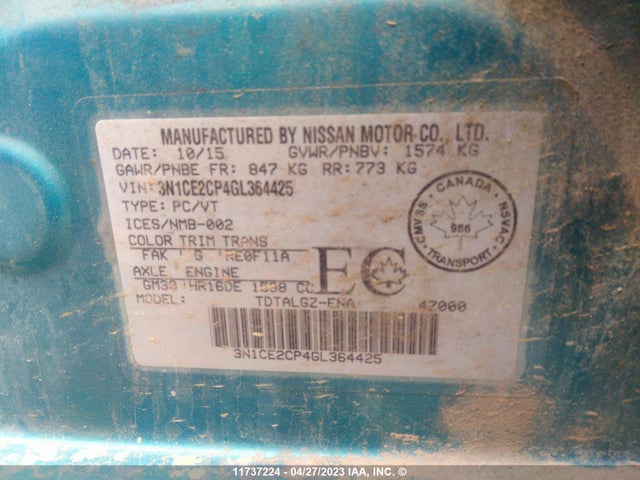 MANUFACTURED BY NISSAN MOTOR CO., LTD.
DATE: 10/15 GVWR/PNBV: 1574 KG
GAWR/PNBE FR: 847 KG RR: 773 KG
VIN: 3N1CE2CP4GL364425
TYPE: PC/VT
ICES/NMB-002
COLOR TRIM TRANS
FAK G RE0F11A
AXLE ENGINE
GM30 HR16DE 1598 CC
MODEL: TDTALGZ-ENA 4Z000
EC
CANADA
CMVSS NSVAC
986
TRANSPORT
3N1CE2CP4GL364425
11737224 - 04/27/2023 IAA, INC. ©